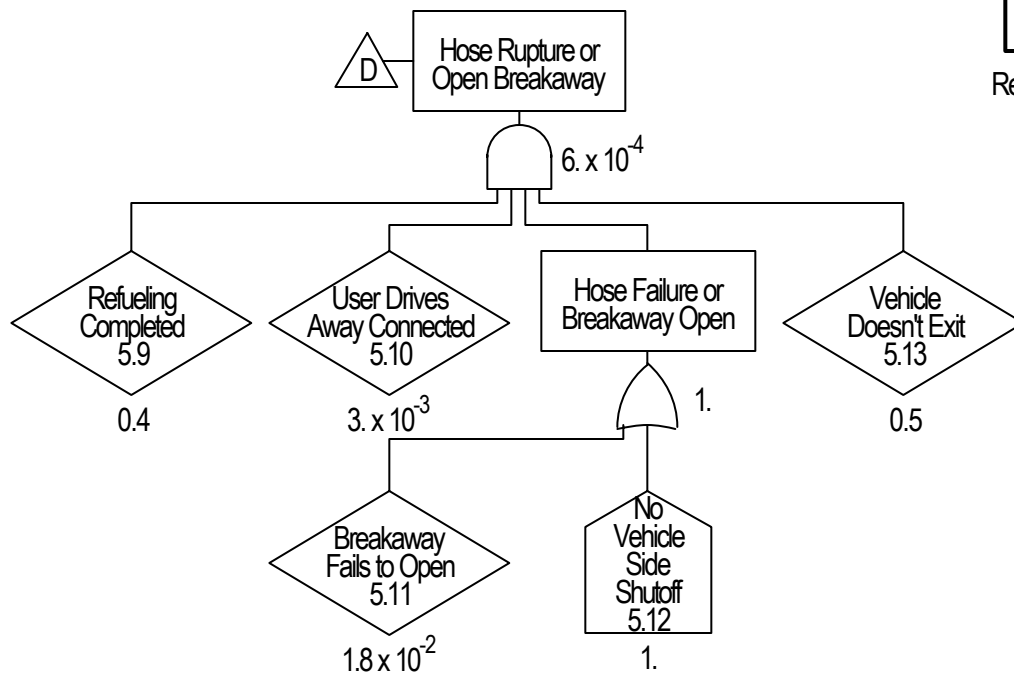 D
Hose Rupture or
Open Breakaway
Re
6. x 10^-4
Refueling
Completed
5.9
0.4
User Drives
Away Connected
5.10
3. x 10^-3
Hose Failure or
Breakaway Open
1.
Vehicle
Doesn't Exit
5.13
0.5
Breakaway
Fails to Open
5.11
1.8 x 10^-2
No
Vehicle
Side
Shutoff
5.12
1.